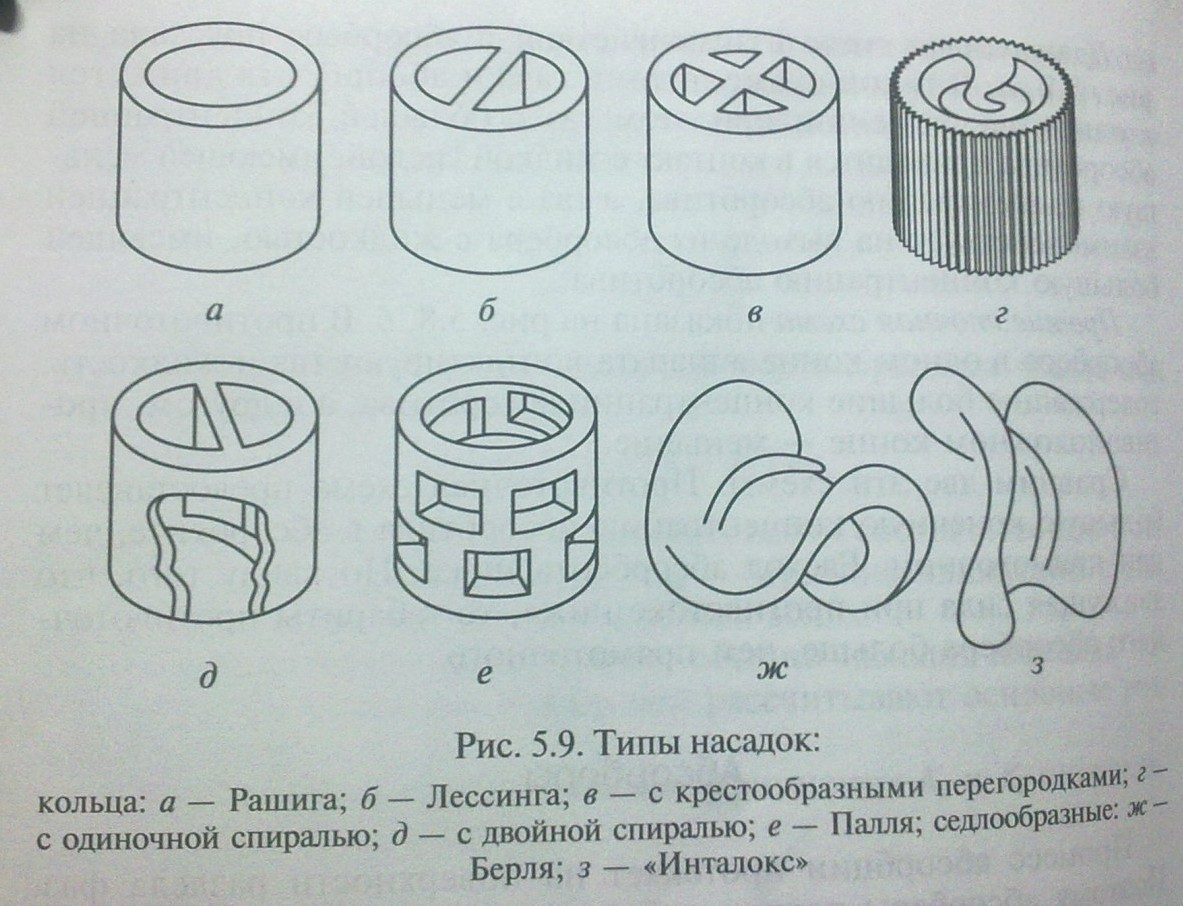 а б в г
д е ж з
Рис. 5.9. Типы насадок:
кольца: а — Рашига; б — Лессинга; в — с крестообразными перегородками; г –
с одиночной спиралью; д — с двойной спиралью; е — Палля; седлообразные: ж –
Берля; з — «Инталокс»